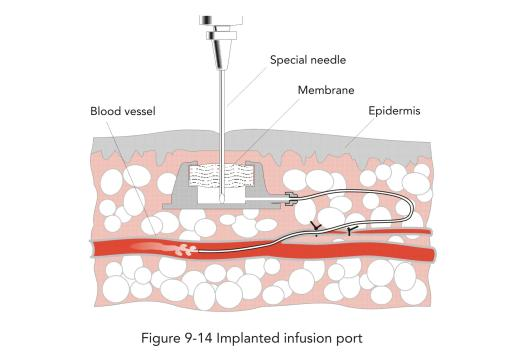 Special needle
Membrane
Blood vessel
Epidermis
Figure 9-14 Implanted infusion port